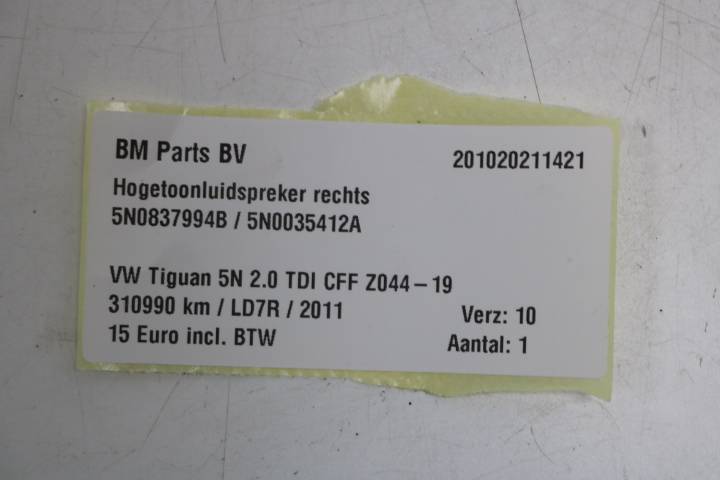 BM Parts BV 201020211421
Hogetoonluidspreker rechts
5N0837994B / 5N0035412A
VW Tiguan 5N 2.0 TDI CFF Z044-19
310990 km / LD7R / 2011 Verz: 10
15 Euro incl. BTW Aantal: 1